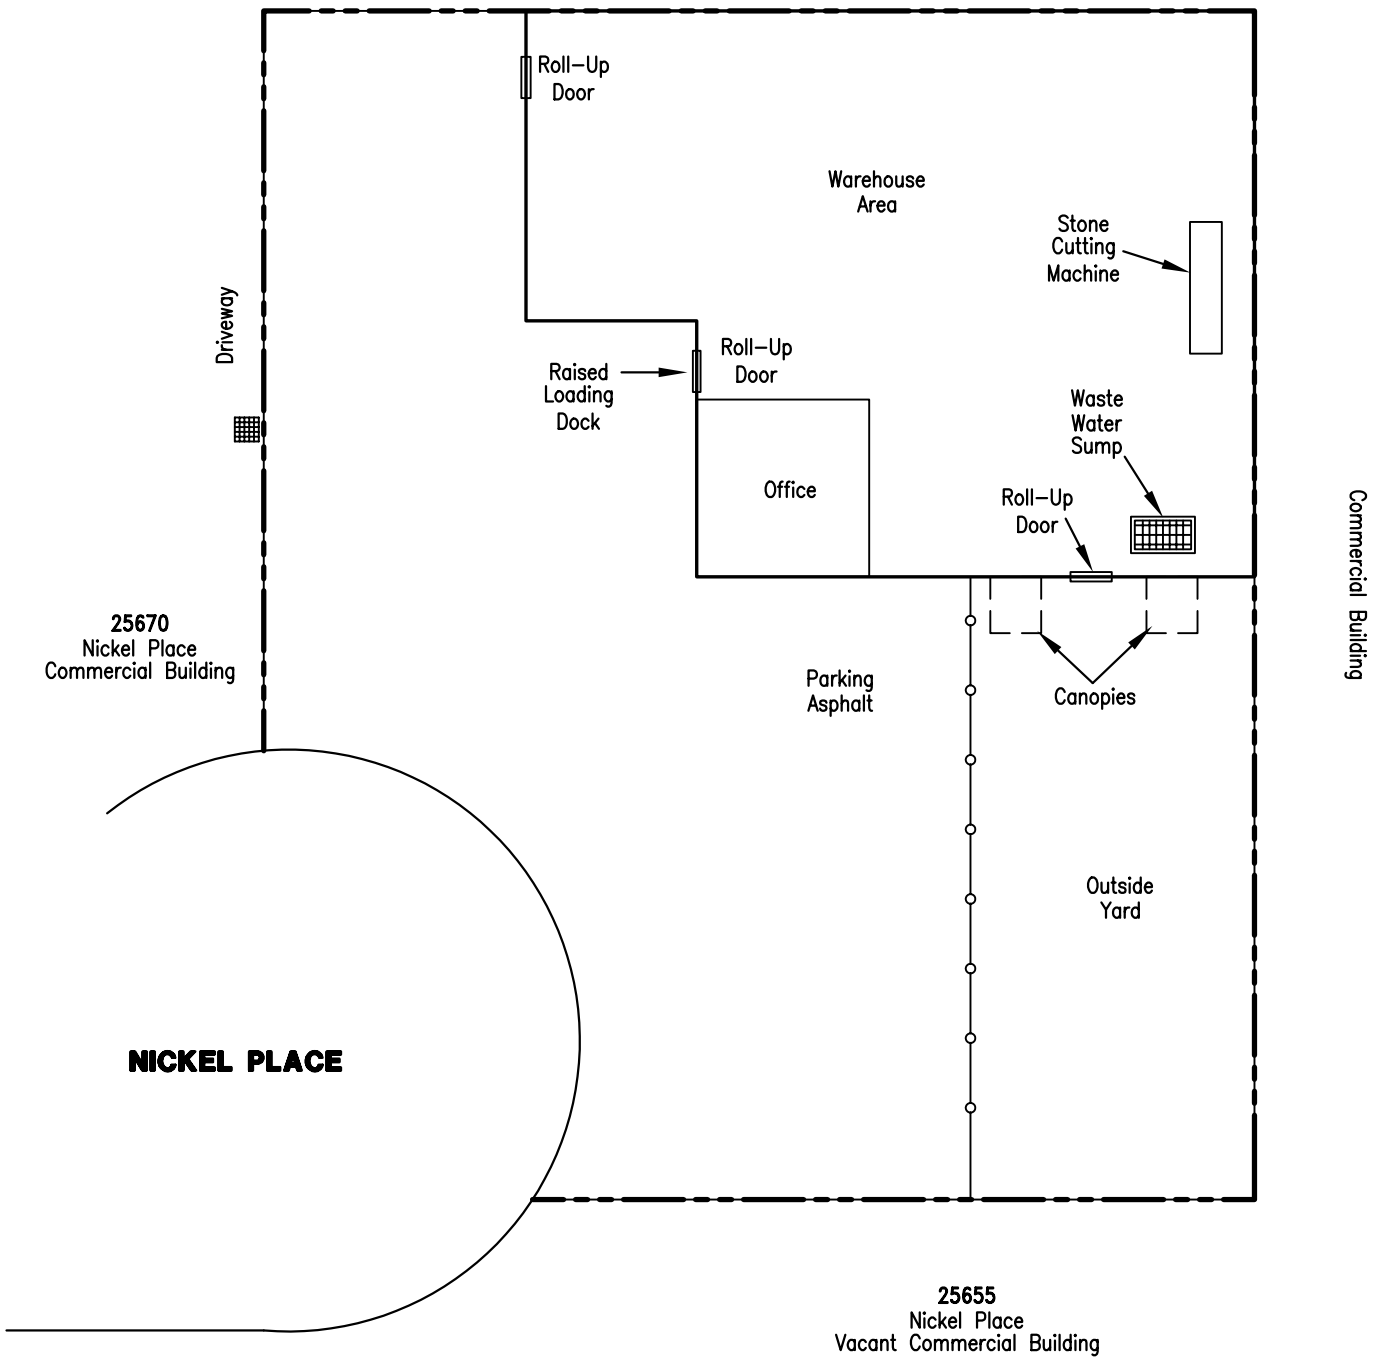 Roll-Up
Door
Warehouse
Area
Stone
Cutting
Machine
Driveway
Roll-Up
Door
Raised
Loading
Dock
Waste
Water
Sump
Office
Roll-Up
Door
Commercial Building
25670
Nickel Place
Commercial Building
Parking
Asphalt
Canopies
Outside
Yard
NICKEL PLACE
25655
Nickel Place
Vacant Commercial Building